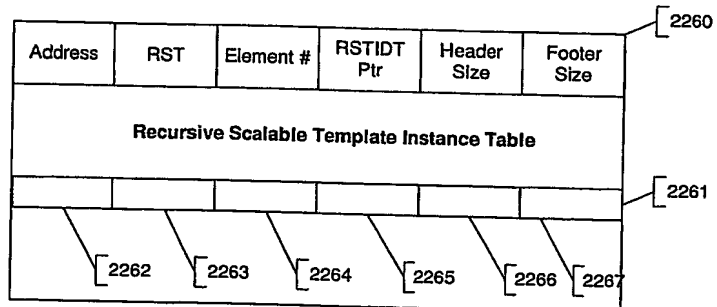 2260
Address RST Element # RSTIDT Ptr Header Size Footer Size
Recursive Scalable Template Instance Table
2261
2262 2263 2264 2265 2266 2267